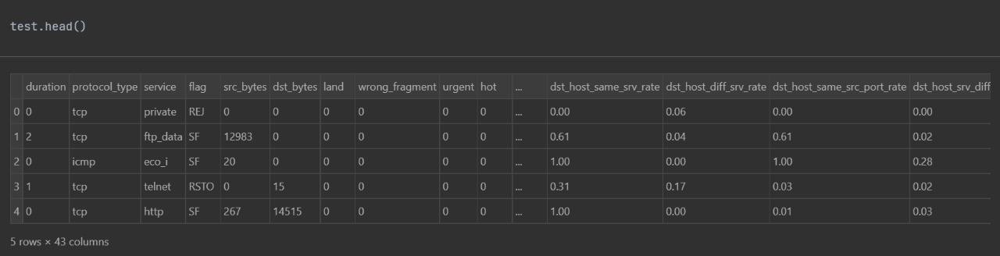 test.head()
duration protocol_type service flag src_bytes dst_bytes land wrong_fragment urgent hot ... dst_host_same_srv_rate dst_host_diff_srv_rate dst_host_same_src_port_rate dst_host_srv_diff
0 0 tcp private REJ 0 0 0 0 0 0 ... 0.00 0.06 0.00 0.00
1 2 tcp ftp_data SF 12983 0 0 0 0 0 ... 0.61 0.04 0.61 0.02
2 0 icmp eco_i SF 20 0 0 0 0 0 ... 1.00 0.00 1.00 0.28
3 1 tcp telnet RSTO 0 15 0 0 0 0 ... 0.31 0.17 0.03 0.02
4 0 tcp http SF 267 14515 0 0 0 0 ... 1.00 0.00 0.01 0.03
5 rows × 43 columns